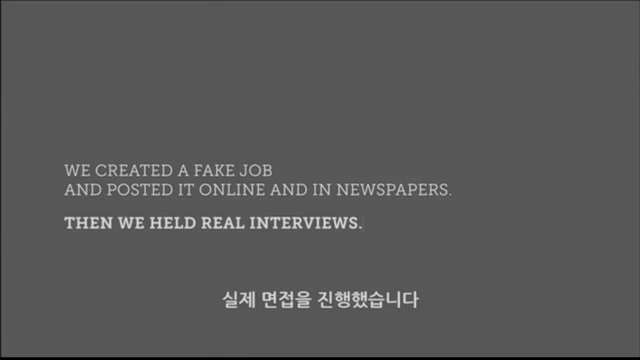 WE CREATED A FAKE JOB
AND POSTED IT ONLINE AND IN NEWSPAPERS.
THEN WE HELD REAL INTERVIEWS.
실제 면접을 진행했습니다